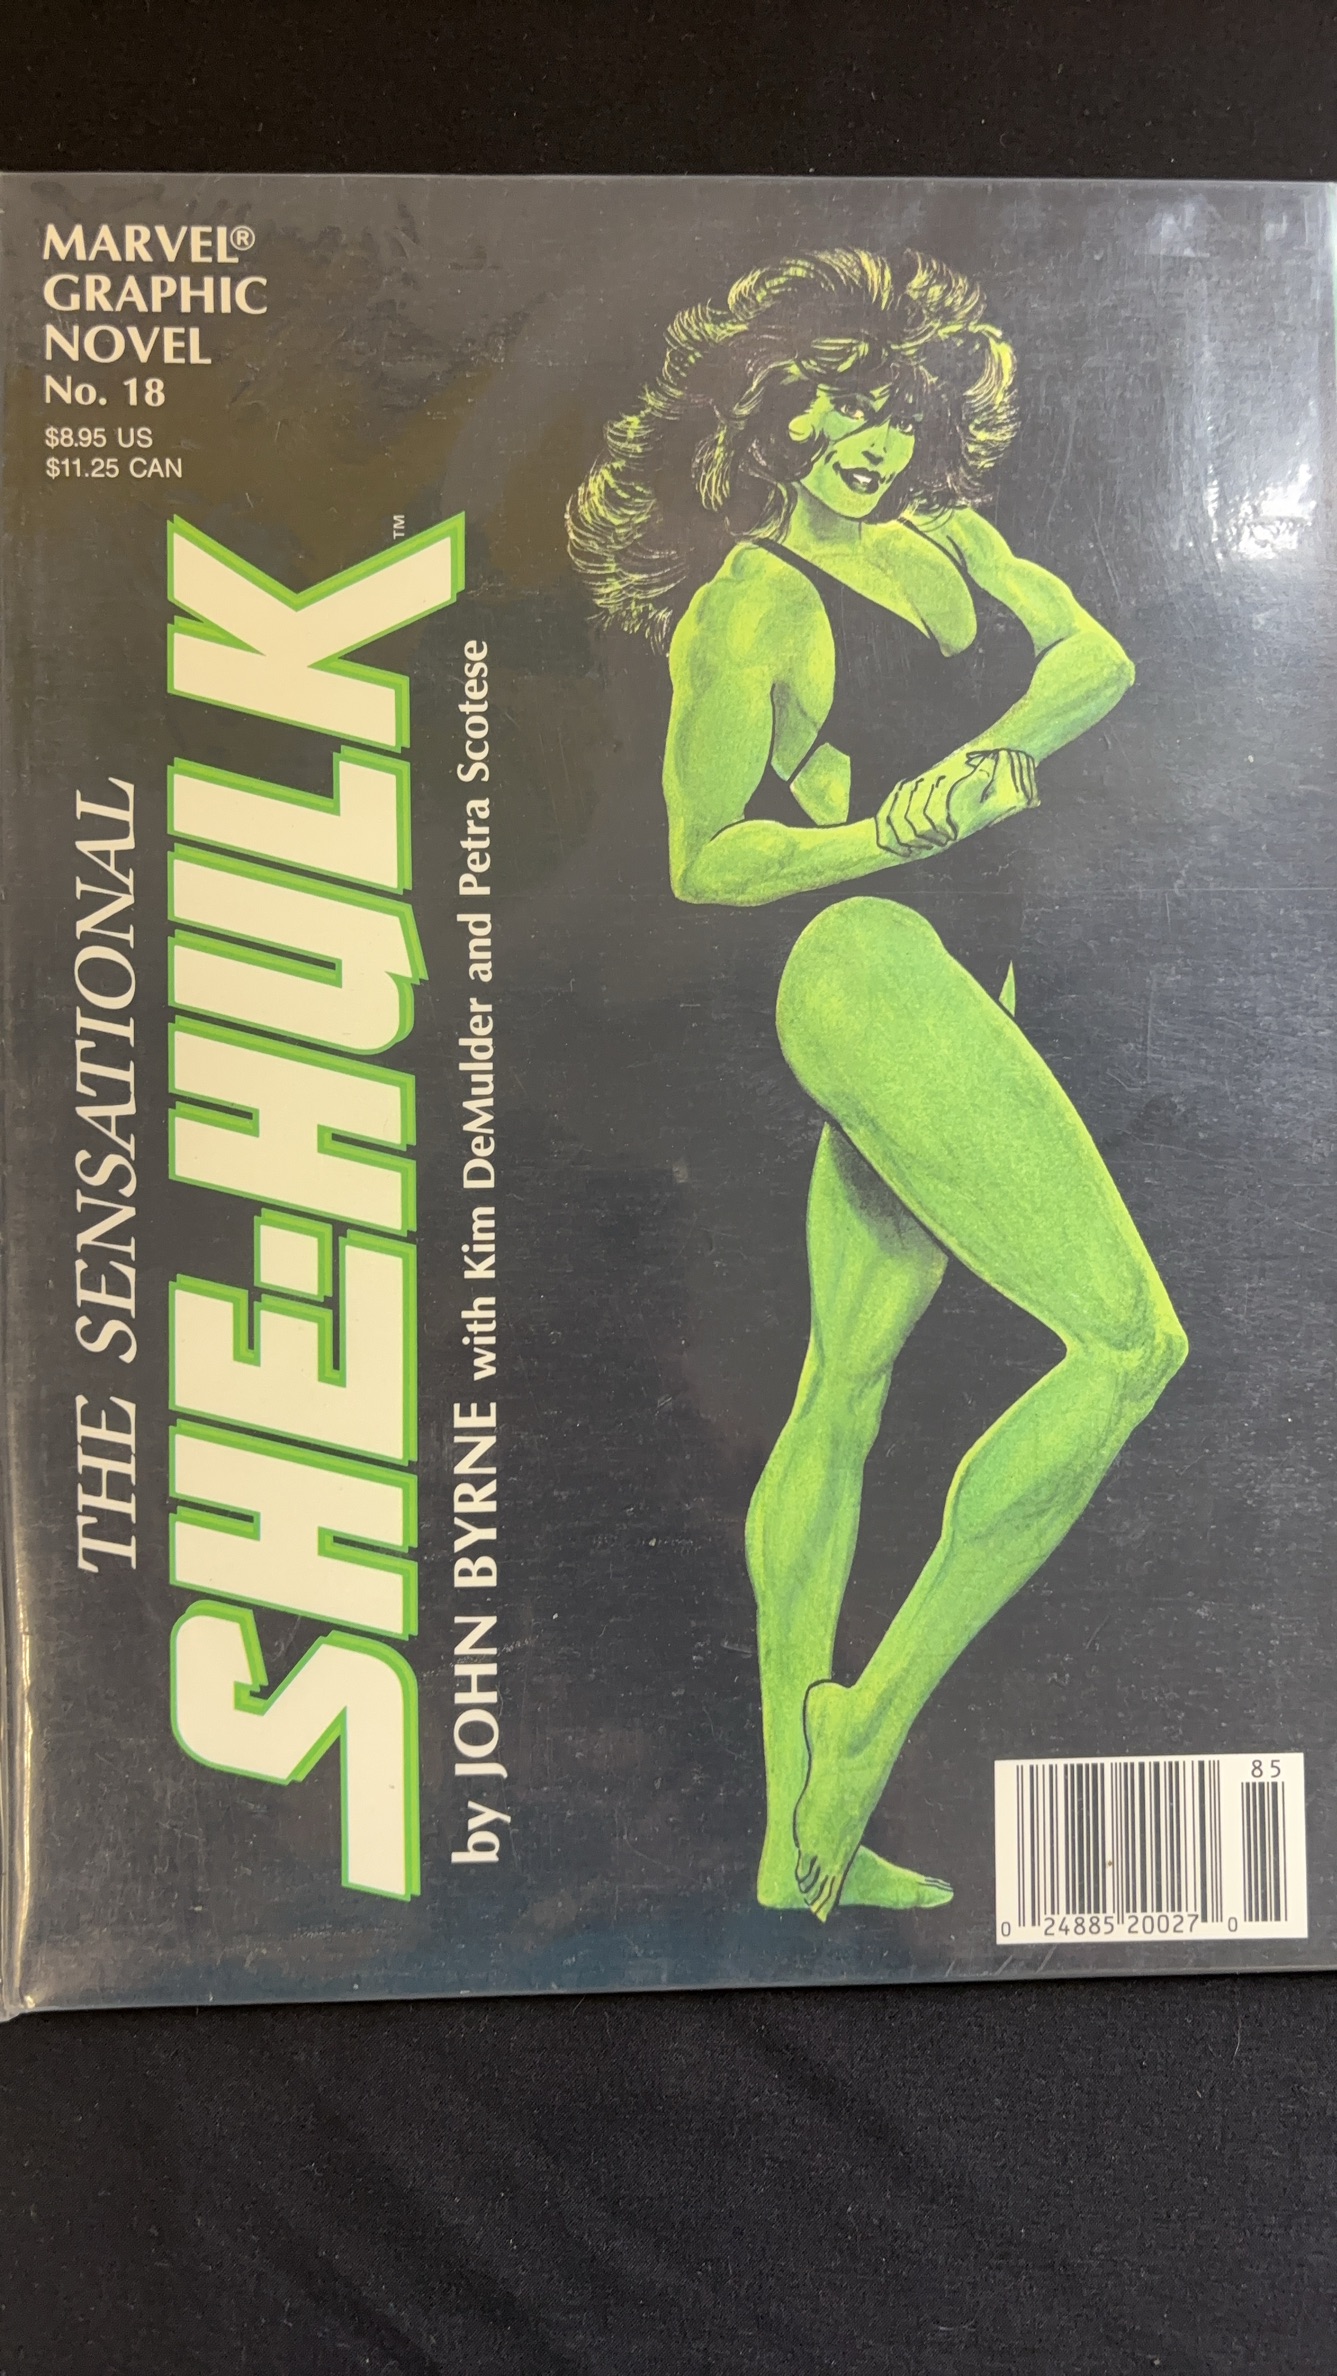 MARVEL®
GRAPHIC
NOVEL
No. 18
$8.95 US
$11.25 CAN
THE SENSATIONAL
SHE-HULK™
by JOHN BYRNE with Kim DeMulder and Petra Scotese
85
0 24885 20027 0